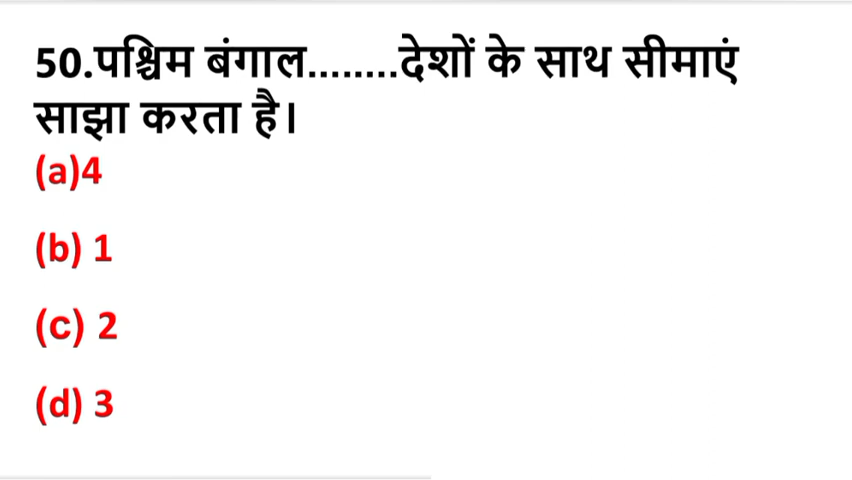 50.पश्चिम बंगाल........देशों के साथ सीमाएं
साझा करता है।
(a)4
(b) 1
(c) 2
(d) 3